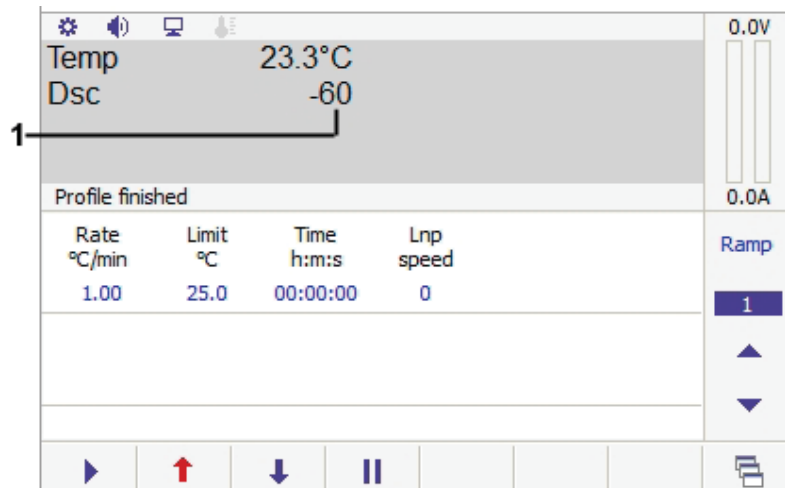 0.0V
Temp 23.3°C
Dsc -60
1
Profile finished
0.0A
Rate Limit Time Lnp
°C/min °C h:m:s speed
1.00 25.0 00:00:00 0
Ramp
1